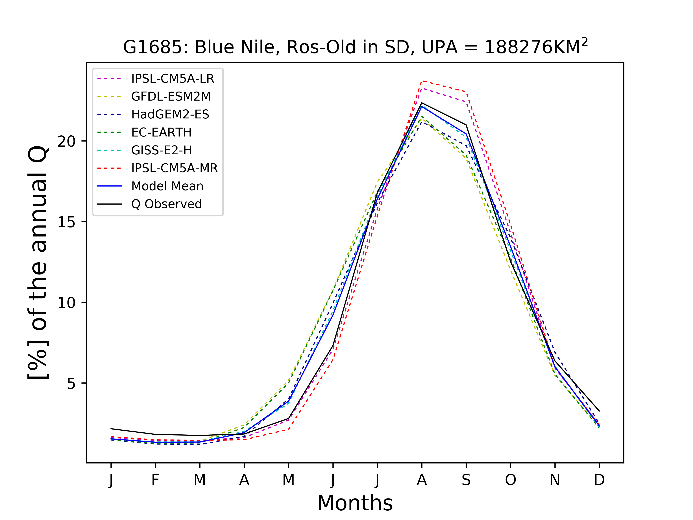 G1685: Blue Nile, Ros-Old in SD, UPA = 188276KM²
IPSL-CM5A-LR
GFDL-ESM2M
HadGEM2-ES
EC-EARTH
GISS-E2-H
IPSL-CM5A-MR
Model Mean
Q Observed
[%] of the annual Q
20
15
10
5
J F M A M J J A S O N D
Months